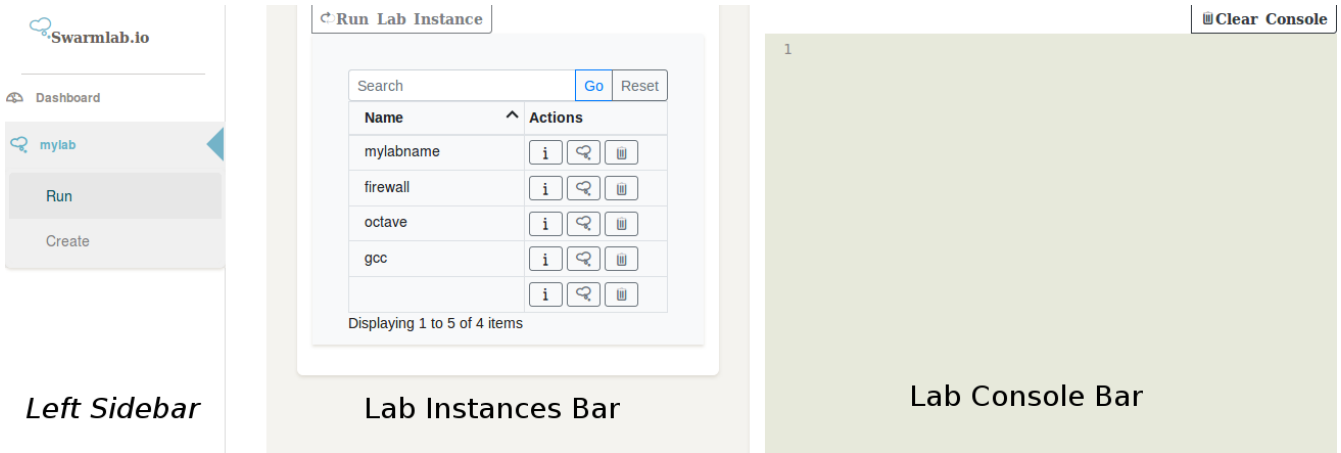 Swarmlab.io
Dashboard
mylab
Run
Create
Left Sidebar
Run Lab Instance
Search Go Reset
Name Actions
mylabname i
firewall i
octave i
gcc i
i
Displaying 1 to 5 of 4 items
Lab Instances Bar
Clear Console
1
Lab Console Bar